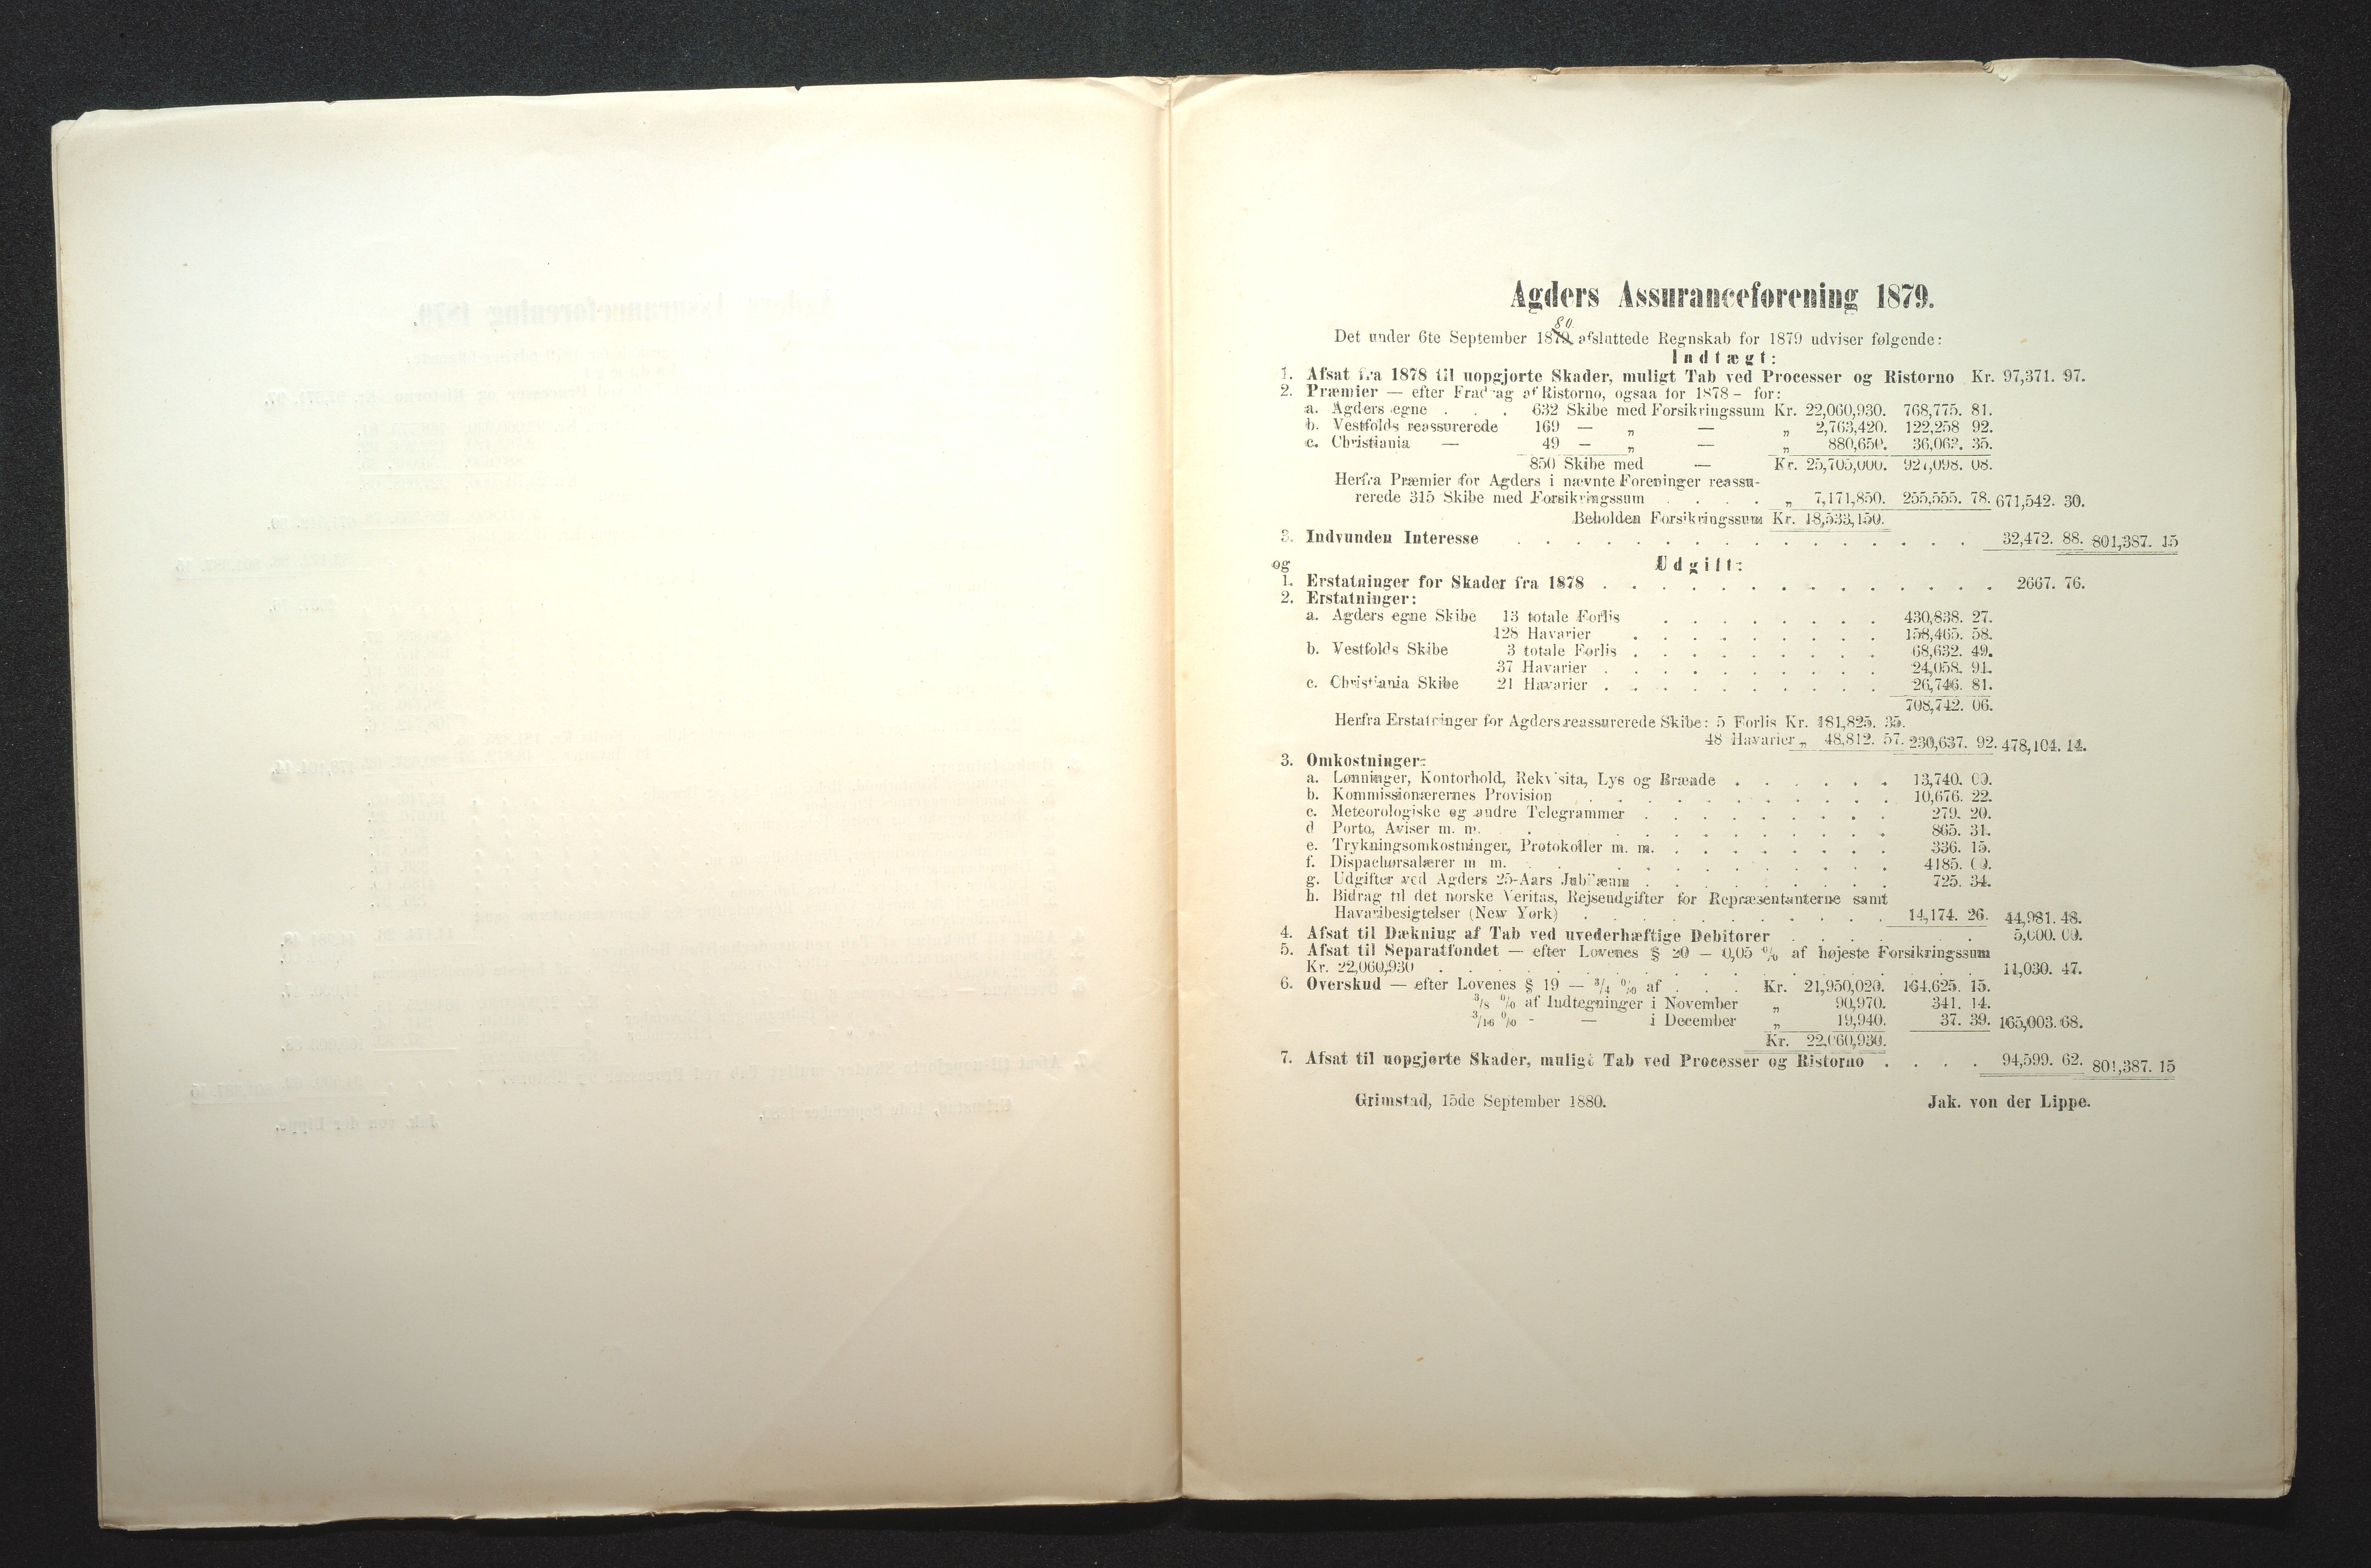 Agders Assuranceforening 1879.
80.
Det under 6te September 1879 afsluttede Regnskab for 1879 udviser følgende:
Indtægt:
1. Afsat fra 1878 til uopgjorte Skader, muligt Tab ved Processer og Ristorno Kr. 97,371. 97.
2. Præmier — efter Fradrag af Ristorno, ogsaa for 1878 - for:
a. Agders egne . . . 632 Skibe med Forsikringssum Kr. 22,060,930. 768,775. 81.
b. Vestfolds reassurerede 169 — „ — „ 2,763,420. 122,258 92.
c. Christiania — 49 — „ — „ 880,650. 36,063. 35.
850 Skibe med — Kr. 25,705,000. 927,098. 08.
Herfra Præmier for Agders i nævnte Foreninger reassu-
rerede 315 Skibe med Forsikringssum . . . . „ 7,171,850. 255,555. 78. 671,542. 30.
Beholden Forsikringssum Kr. 18,533,150.
3. Indvunden Interesse . . . . . . . . . . . . . . . . 32,472. 88. 801,387. 15
og Udgift:
1. Erstatninger for Skader fra 1878 . . . . . . . . . . . . . . 2667. 76.
2. Erstatninger:
a. Agders egne Skibe 13 totale Forlis . . . . . . . . 430,838. 27.
128 Havarier . . . . . . . . . 158,465. 58.
b. Vestfolds Skibe 3 totale Forlis . . . . . . . . . 68,632. 49.
37 Havarier . . . . . . . . . . 24,058. 91.
c. Christiania Skibe 21 Havarier . . . . . . . . . . 26,746. 81.
708,742. 06.
Herfra Erstatninger for Agders reassurerede Skibe: 5 Forlis Kr. 181,825. 35.
48 Havarier „ 48,812. 57. 230,637. 92. 478,104. 14.
3. Omkostninger:
a. Lønninger, Kontorhold, Rekvisita, Lys og Brænde . . . . . . 13,740. 00.
b. Kommissionærernes Provision . . . . . . . . . . . 10,676. 22.
c. Meteorologiske og andre Telegrammer . . . . . . . . . 279. 20.
d Porto, Aviser m. m. . . . . . . . . . . . . 865. 31.
e. Trykningsomkostninger, Protokoller m. m. . . . . . . . . 336. 15.
f. Dispachørsalærer m m. . . . . . . . . . . . 4185. 00.
g. Udgifter ved Agders 25-Aars Jubilæum . . . . . . . . . 725. 34.
h. Bidrag til det norske Veritas, Rejseudgifter for Repræsentanterne samt
Havaribesigtelser (New York) . . . . . . . . . . . 14,174. 26. 44,981. 48.
4. Afsat til Dækning af Tab ved uvederhæftige Debitorer . . . . . . . 5,000. 00.
5. Afsat til Separatfondet — efter Lovenes § 20 — 0,05 % af højeste Forsikringssum
Kr. 22,060,930 . . . . . . . . . . . . . . . . . . 11,030. 47.
6. Overskud — efter Lovenes § 19 — 3/4 % af . . . Kr. 21,950,020. 164,625. 15.
3/8 % af Indtegninger i November „ 90,970. 341. 14.
3/16 % - — i December „ 19,940. 37. 39. 165,003. 68.
Kr. 22,060,930.
7. Afsat til uopgjorte Skader, muligt Tab ved Processer og Ristorno . . . . 94,599. 62. 801,387. 15
Grimstad, 15de September 1880. Jak. von der Lippe.